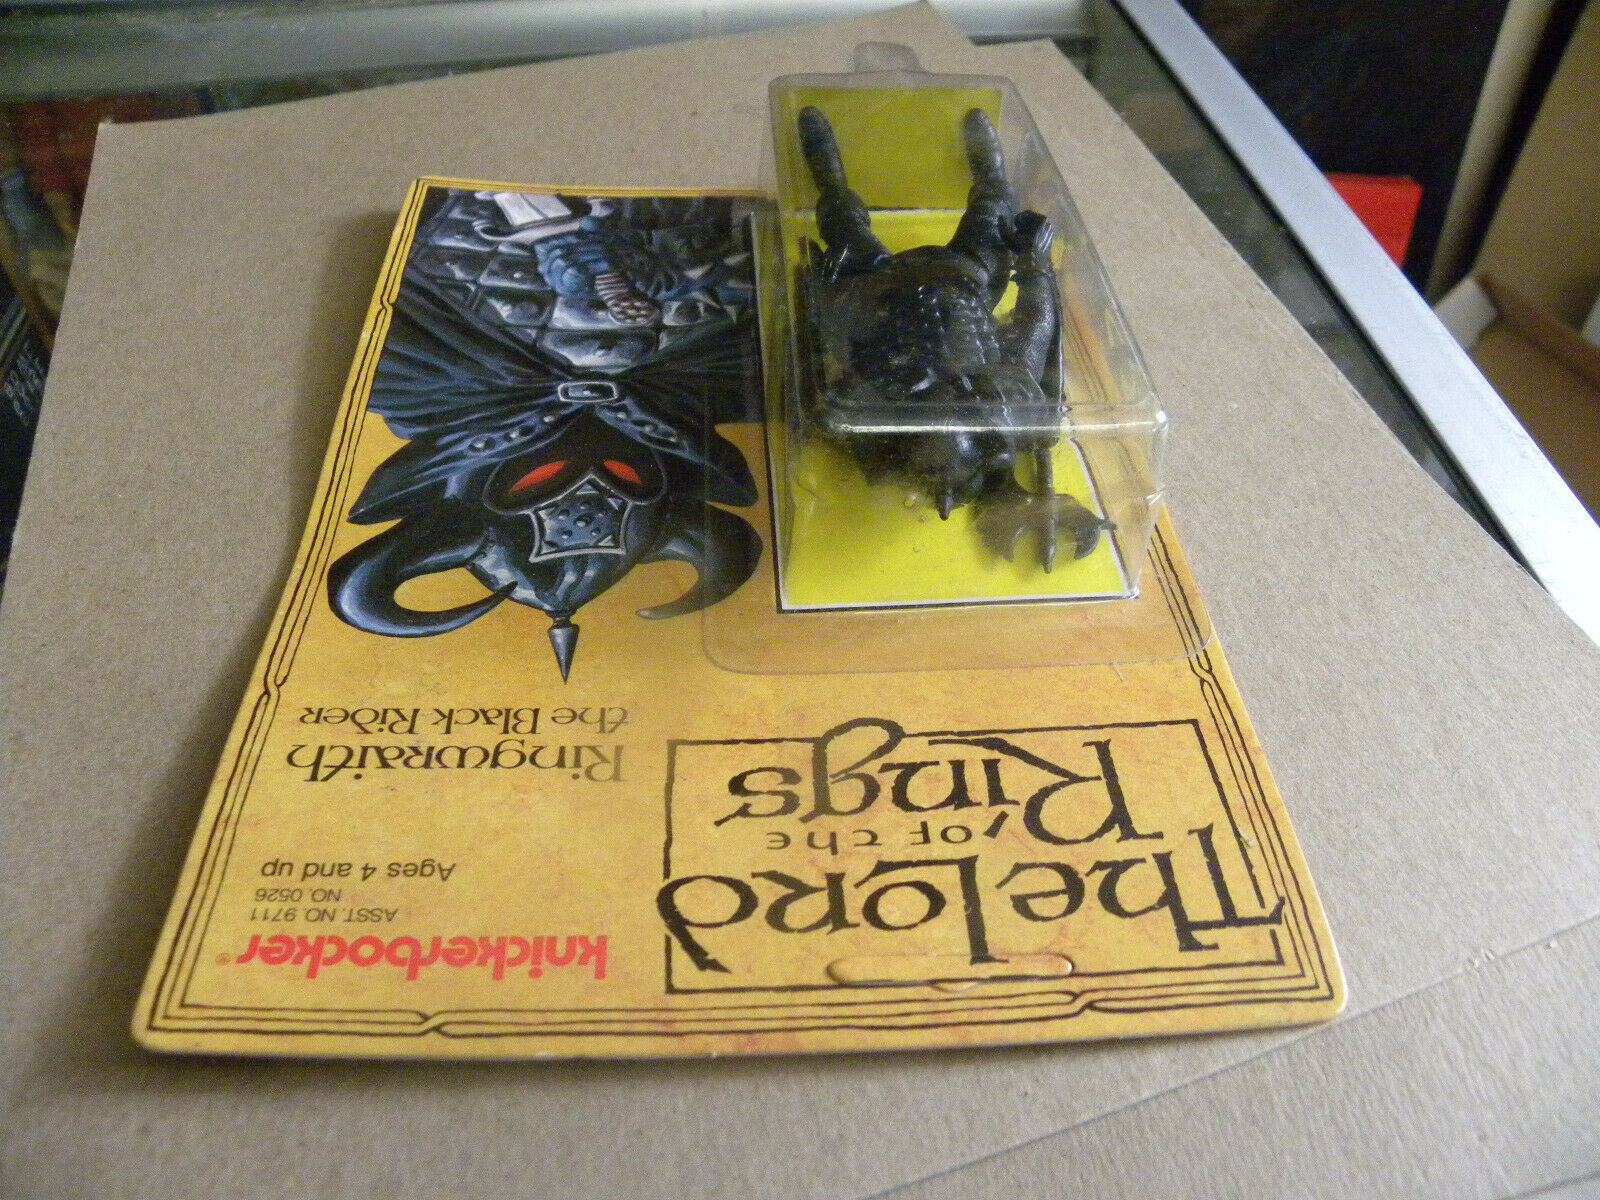 The Lord
of the
Rings
knickerbocker®
ASST. NO. 9711
NO. 0526
Ages 4 and up
Ringwraith
the Black Rider